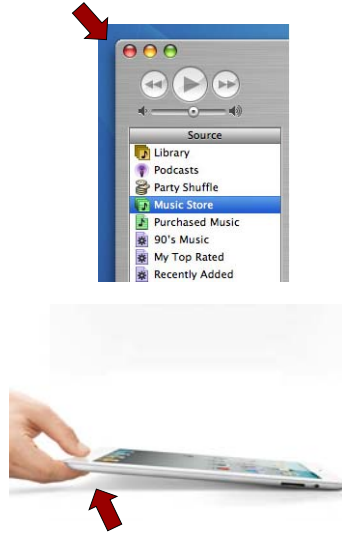 Source
Library
Podcasts
Party Shuffle
Music Store
Purchased Music
90's Music
My Top Rated
Recently Added